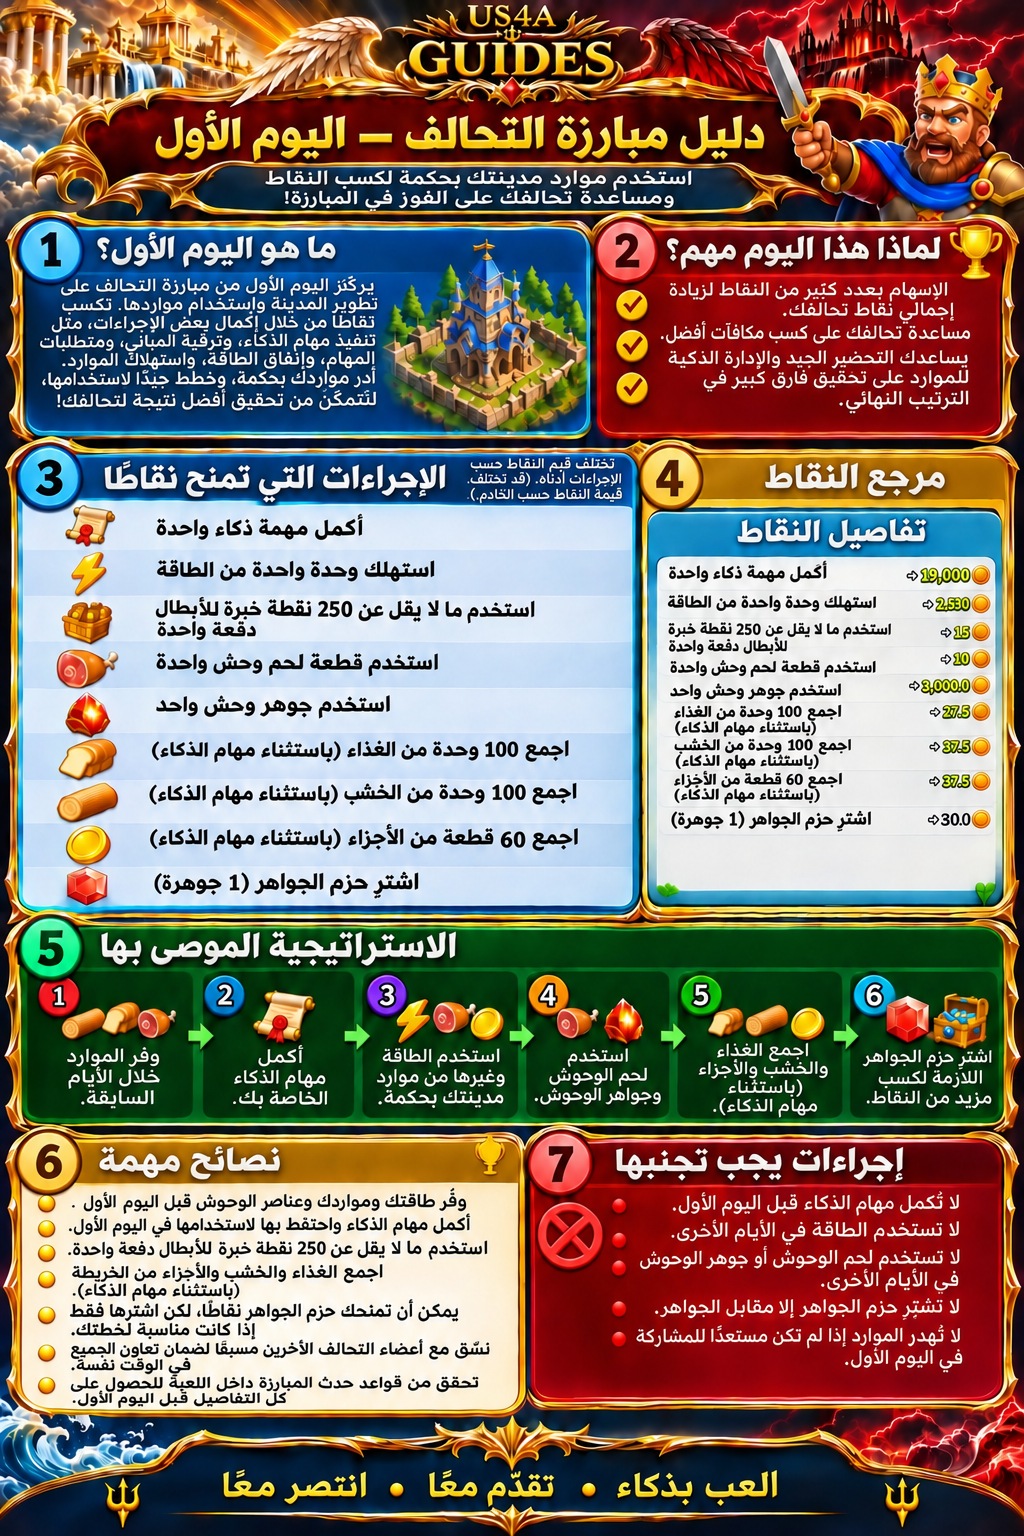 US4A
GUIDES
دليل مبارزة التحالف – اليوم الأول
استخدم موارد مدينتك بحكمة لكسب النقاط
ومساعدة تحالفك على الفوز في المبارزة!
1
ما هو اليوم الأول؟
يركّز اليوم الأول من مبارزة التحالف على
تطوير المدينة واستخدام مواردها. تكسب
نقاطًا من خلال إكمال بعض الإجراءات، مثل
تنفيذ مهام الذكاء، وترقية المباني، ومتطلبات
المهام، وإنفاق الطاقة، واستهلاك الموارد.
أدر مواردك بحكمة، وخطط جيدًا لاستخدامها،
لتتمكّن من تحقيق أفضل نتيجة لتحالفك!
2
لماذا هذا اليوم مهم؟
الإسهام بعدد كبير من النقاط لزيادة
إجمالي نقاط تحالفك.
مساعدة تحالفك على كسب مكافآت أفضل.
يساعدك التحضير الجيد والإدارة الذكية
للموارد على تحقيق فارق كبير في
الترتيب النهائي.
3
الإجراءات التي تمنح نقاطًا
تختلف قيم النقاط حسب
الإجراءات أدناه. (قد تختلف.
قيمة النقاط حسب الخادم.).
أكمل مهمة ذكاء واحدة
استهلك وحدة واحدة من الطاقة
استخدم ما لا يقل عن 250 نقطة خبرة للأبطال
دفعة واحدة
استخدم قطعة لحم وحش واحدة
استخدم جوهر وحش واحد
اجمع 100 وحدة من الغذاء (باستثناء مهام الذكاء)
اجمع 100 وحدة من الخشب (باستثناء مهام الذكاء)
اجمع 60 قطعة من الأجزاء (باستثناء مهام الذكاء)
اشترِ حزم الجواهر (1 جوهرة)
4
مرجع النقاط
تفاصيل النقاط
أكمل مهمة ذكاء واحدة ⇨19,000
استهلك وحدة واحدة من الطاقة ⇨2,530
استخدم ما لا يقل عن 250 نقطة خبرة ⇨15
للأبطال دفعة واحدة
استخدم قطعة لحم وحش واحدة ⇨10
استخدم جوهر وحش واحد ⇨3,000.0
اجمع 100 وحدة من الغذاء ⇨27.5
(باستثناء مهام الذكاء)
اجمع 100 وحدة من الخشب ⇨37.5
(باستثناء مهام الذكاء)
اجمع 60 قطعة من الأجزاء ⇨37.5
(باستثناء مهام الذكاء)
اشترِ حزم الجواهر (1 جوهرة) ⇨30.0
5
الاستراتيجية الموصى بها
1
وفر الموارد
خلال الأيام
السابقة.
2
أكمل
مهام الذكاء
الخاصة بك.
3
استخدم الطاقة
وغيرها من موارد
مدينتك بحكمة.
4
استخدم
لحم الوحوش
وجواهر الوحوش.
5
اجمع الغذاء
والخشب والأجزاء
(باستثناء
مهام الذكاء).
6
اشترِ حزم الجواهر
اللازمة لكسب
مزيد من النقاط.
6
نصائح مهمة
وفّر طاقتك ومواردك وعناصر الوحوش قبل اليوم الأول .
أكمل مهام الذكاء واحتفظ بها لاستخدامها في اليوم الأول.
استخدم ما لا يقل عن 250 نقطة خبرة للأبطال دفعة واحدة.
اجمع الغذاء والخشب والأجزاء من الخريطة
(باستثناء مهام الذكاء).
يمكن أن تمنحك حزم الجواهر نقاطًا، لكن اشترها فقط
إذا كانت مناسبة لخطتك.
نسّق مع أعضاء التحالف الآخرين مسبقًا لضمان تعاون الجميع
في الوقت نفسه.
تحقق من قواعد حدث المبارزة داخل اللعبة للحصول على
كل التفاصيل قبل اليوم الأول.
7
إجراءات يجب تجنبها
لا تُكمل مهام الذكاء قبل اليوم الأول.
لا تستخدم الطاقة في الأيام الأخرى.
لا تستخدم لحم الوحوش أو جوهر الوحوش
في الأيام الأخرى.
لا تشترِ حزم الجواهر إلا مقابل الجواهر.
لا تُهدر الموارد إذا لم تكن مستعدًا للمشاركة
في اليوم الأول.
العب بذكاء • تقدّم معًا • انتصر معًا